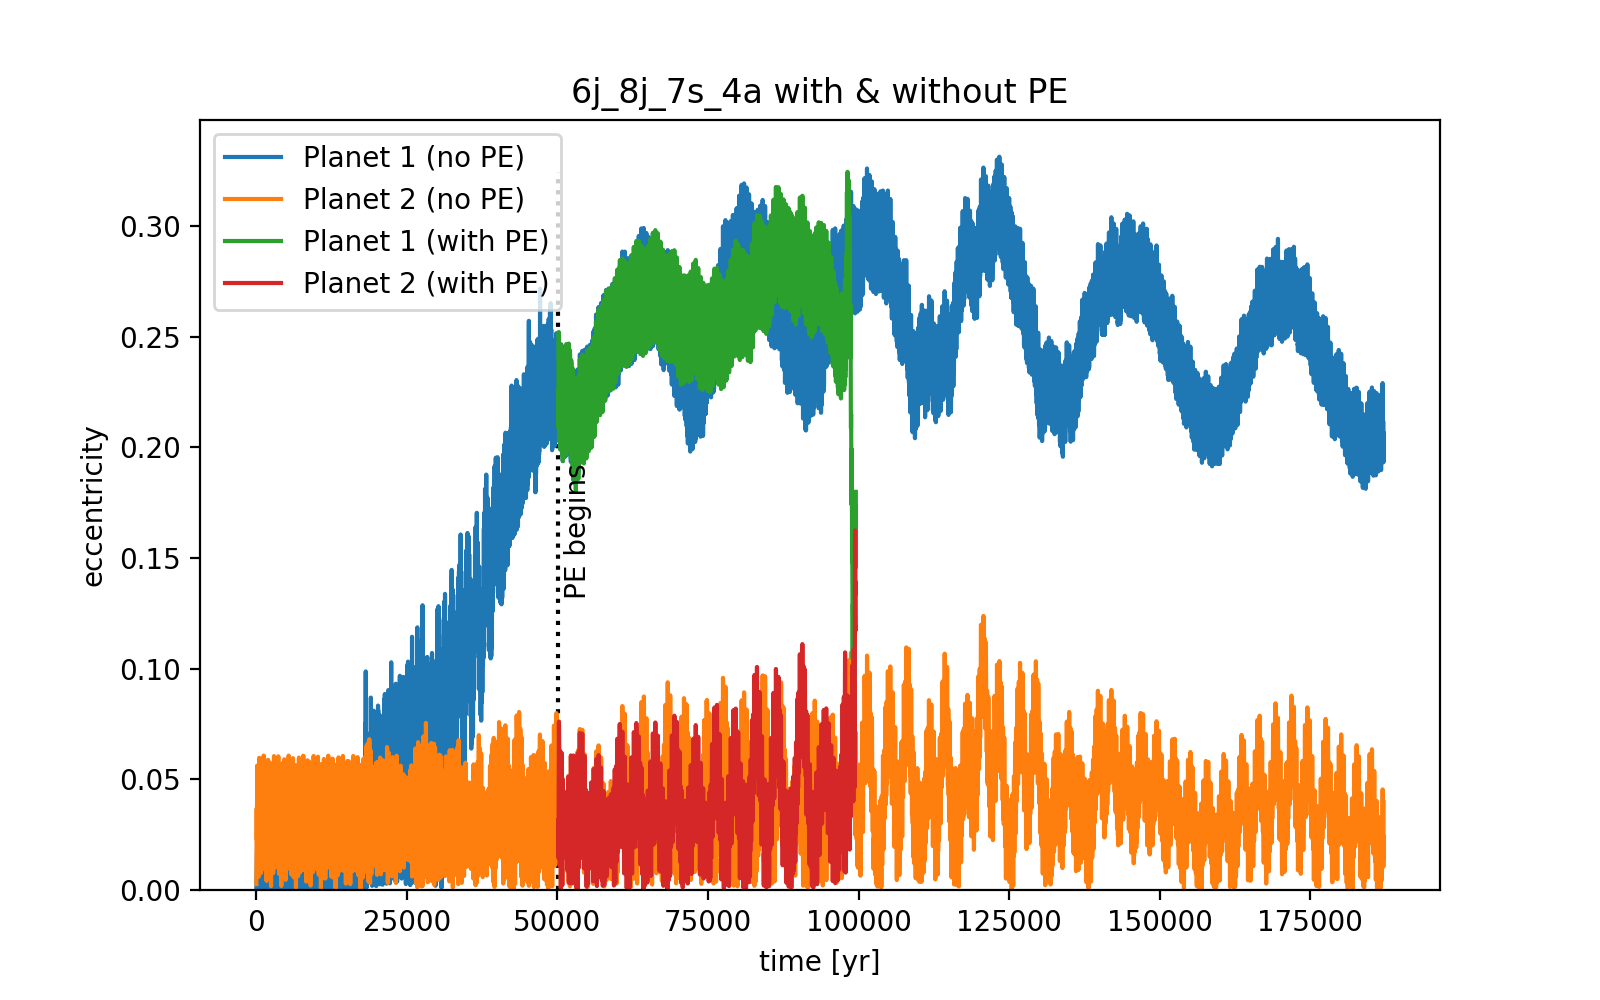 6j_8j_7s_4a with & without PE
Planet 1 (no PE)
Planet 2 (no PE)
Planet 1 (with PE)
Planet 2 (with PE)
PE begins
eccentricity
0.30
0.25
0.20
0.15
0.10
0.05
0.00
0 25000 50000 75000 100000 125000 150000 175000
time [yr]